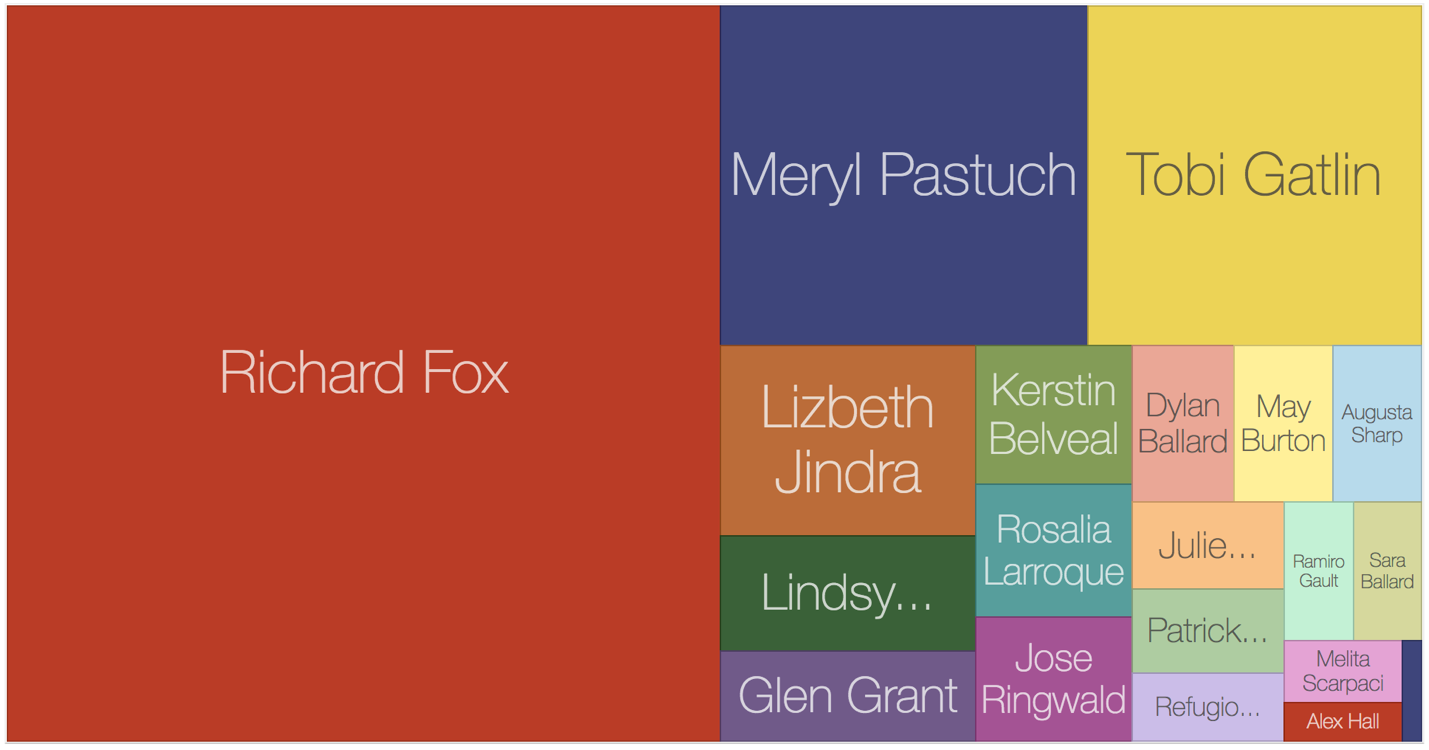 Richard Fox
Meryl Pastuch
Tobi Gatlin
Lizbeth
Jindra
Lindsy...
Glen Grant
Kerstin
Belveal
Rosalia
Larroque
Jose
Ringwald
Dylan
Ballard
May
Burton
Augusta
Sharp
Julie...
Patrick...
Refugio...
Ramiro
Gault
Sara
Ballard
Melita
Scarpaci
Alex Hall